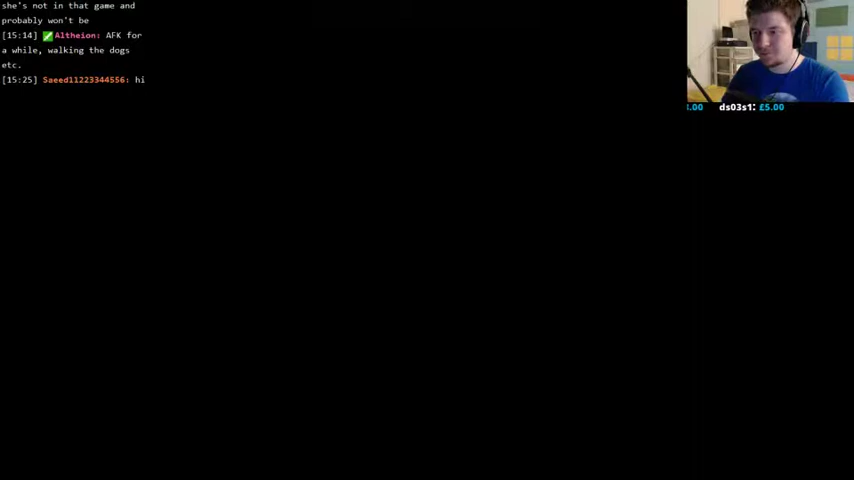 she's not in that game and
probably won't be
[15:14] Altheion: AFK for
a while, walking the dogs
etc.
[15:25] Saeed11223344556: hi
.00 ds03s1: £5.00